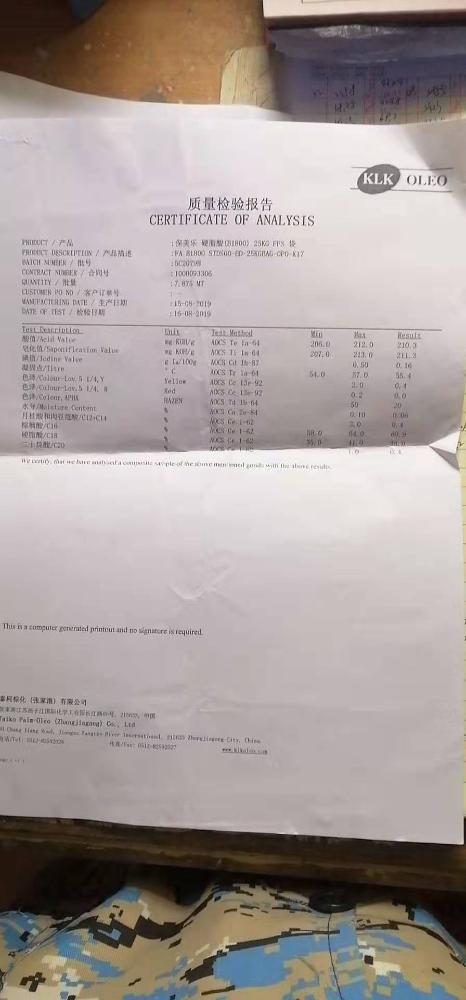 KLK OLEO
质量检验报告
CERTIFICATE OF ANALYSIS
PRODUCT / 产品 : 保美乐 硬脂酸(B1800) 25KG FFS 袋
PRODUCT DESCRIPTION / 产品描述 : FA B1800 STDS00-BD-25KGBAG-0PO-K17
BATCH NUMBER / 批号 : 5C2079H
CONTRACT NUMBER / 合同号 : 1000093306
QUANTITY / 批量 : 7.875 MT
CUSTOMER PO NO / 客户订单号 : -
MANUFACTURING DATE / 生产日期 : 15-08-2019
DATE OF TEST / 检验日期 : 16-08-2019
Test Description Unit Test Method Min Max Result
酸值/Acid Value mg KOH/g AOCS Te 1a-64 206.0 212.0 210.3
皂化值/Saponification Value mg KOH/g AOCS Ti 1a-64 207.0 213.0 211.3
碘值/Iodine Value g I₂/100g AOCS Cd 1b-87 0.50 0.16
凝固点/Titre ° C AOCS Tr 1a-64 54.0 57.0 55.4
色泽/Colour-Lov.5 1/4,Y Yellow AOCS Cc 13e-92 2.0 0.4
色泽/Colour-Lov.5 1/4, R Red AOCS Cc 13e-92 0.2 0.0
色泽/Colour,APHA HAZEN AOCS Td 1b-64 50 20
水分/Moisture Content % AOCS Ca 2e-84 0.10 0.06
月桂酸和肉豆蔻酸/C12+C14 % AOCS Ce 1-62 3.0 0.4
棕榈酸/C16 % AOCS Ce 1-62 58.0 64.0 60.9
硬脂酸/C18 % AOCS Ce 1-62 35.0 41.0 38.0
二十烷酸/C20 % AOCS Ce 1-62 1.0 0.4
We certify, that we have analysed a composite sample of the above mentioned goods with the above results.
This is a computer generated printout and no signature is required.
泰柯棕化（张家港）有限公司
张家港江苏扬子江国际化学工业园长江路60号, 215633, 中国.
Taiko Palm-Oleo (Zhangjiagang) Co., Ltd
60 Chang Jiang Road, Jiangsu Yangtze River International, 215633 Zhangjiagang City, China.
电话/Tel: 0512-82592028 传真/Fax: 0512-82592027 www.klkoleo.com